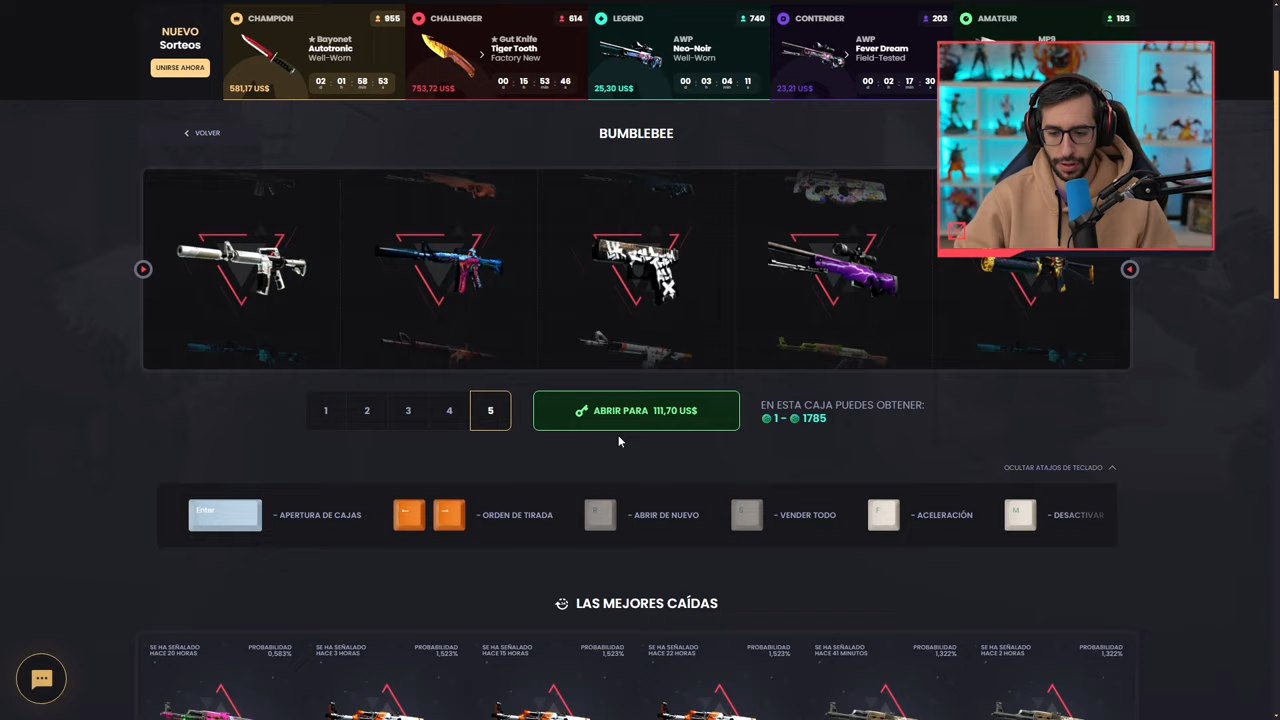 NUEVO
Sorteos
UNIRSE AHORA
CHAMPION
955
★ Bayonet
Autotronic
Well-Worn
581,17 US$
02 : 01 : 58 : 53
d h min s
CHALLENGER
614
★ Gut Knife
Tiger Tooth
Factory New
753,72 US$
00 : 15 : 53 : 46
d h min s
LEGEND
740
AWP
Neo-Noir
Well-Worn
25,30 US$
00 : 03 : 04 : 11
d h min s
CONTENDER
203
AWP
Fever Dream
Field-Tested
23,21 US$
00 : 02 : 17 : 30
d h min
AMATEUR
193
MP9
VOLVER
BUMBLEBEE
1
2
3
4
5
ABRIR PARA 111,70 US$
EN ESTA CAJA PUEDES OBTENER:
1 - 1785
OCULTAR ATAJOS DE TECLADO
Enter
- APERTURA DE CAJAS
← →
- ORDEN DE TIRADA
R
- ABRIR DE NUEVO
S
- VENDER TODO
F
- ACELERACIÓN
M
- DESACTIVAR
LAS MEJORES CAÍDAS
SE HA SEÑALADO
HACE 20 HORAS
PROBABILIDAD
0,583%
SE HA SEÑALADO
HACE 3 HORAS
PROBABILIDAD
1,523%
SE HA SEÑALADO
HACE 15 HORAS
PROBABILIDAD
1,523%
SE HA SEÑALADO
HACE 22 HORAS
PROBABILIDAD
1,523%
SE HA SEÑALADO
HACE 41 MINUTOS
PROBABILIDAD
1,322%
SE HA SEÑALADO
HACE 2 HORAS
PROBABILIDAD
1,322%